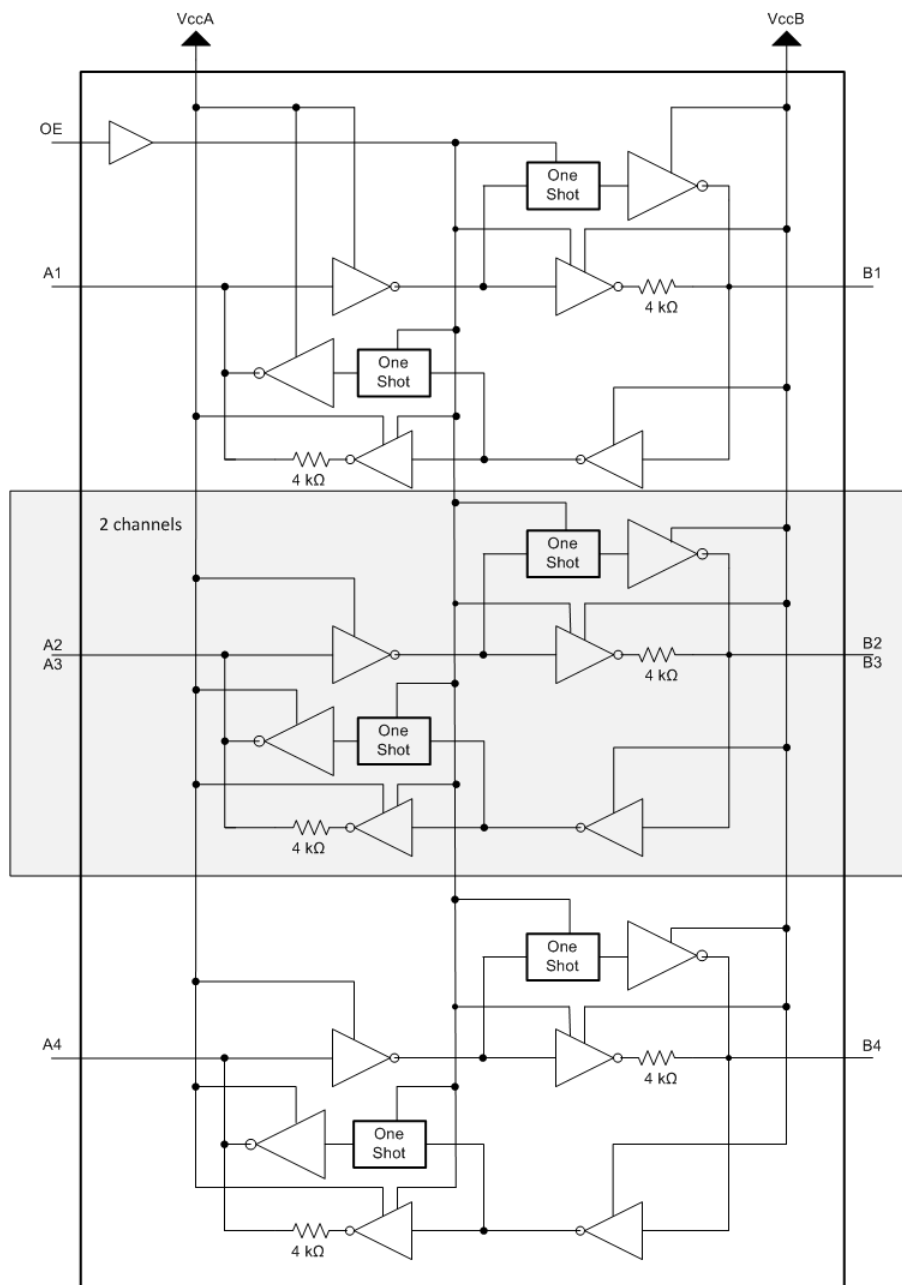 VccA
VccB
OE
One
Shot
A1
B1
4 kΩ
One
Shot
4 kΩ
2 channels
One
Shot
A2
A3
B2
B3
4 kΩ
One
Shot
4 kΩ
One
Shot
A4
B4
4 kΩ
One
Shot
4 kΩ